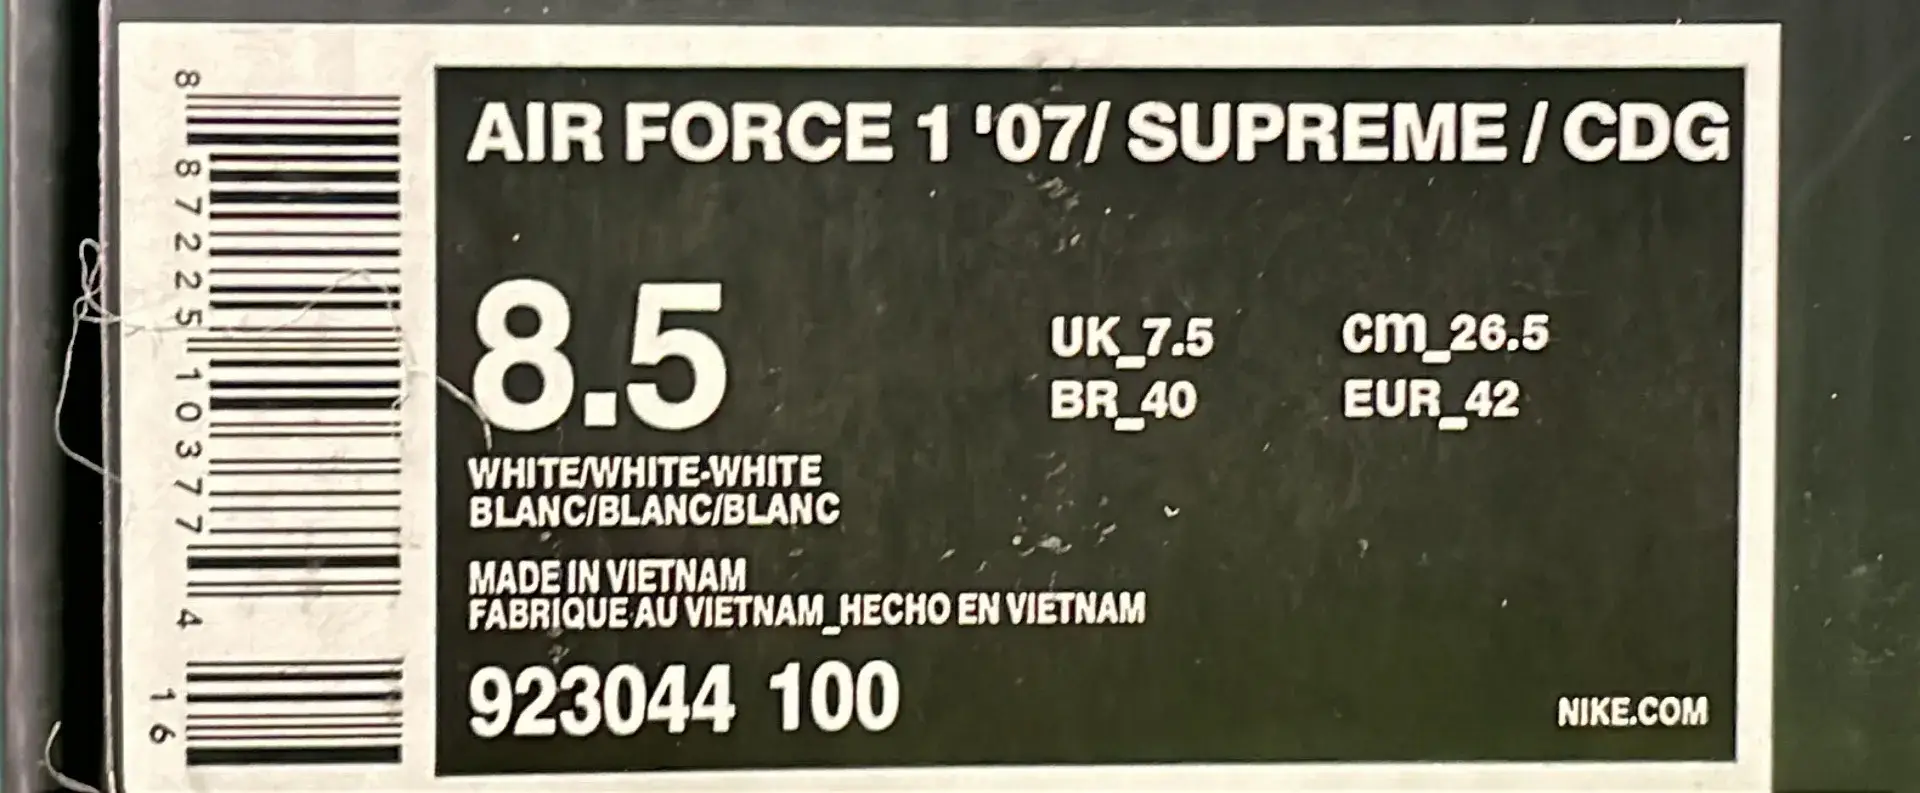 8 87225 10377 4
16
AIR FORCE 1 '07/ SUPREME / CDG
8.5
UK_7.5 cm_26.5
BR_40 EUR_42
WHITE/WHITE-WHITE
BLANC/BLANC/BLANC
MADE IN VIETNAM
FABRIQUE AU VIETNAM_HECHO EN VIETNAM
923044 100
NIKE.COM